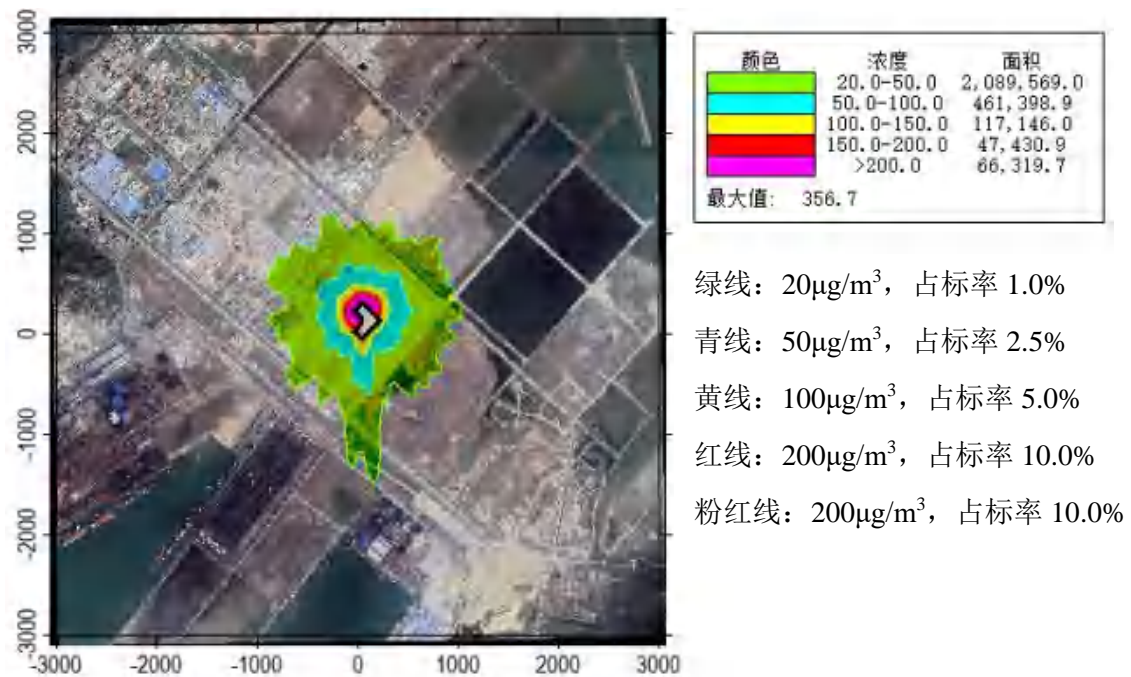 3000
2000
1000
0
-1000
-2000
-3000
-3000 -2000 -1000 0 1000 2000 3000
颜色 浓度 面积
20.0-50.0 2,089,569.0
50.0-100.0 461,398.9
100.0-150.0 117,146.0
150.0-200.0 47,430.9
>200.0 66,319.7
最大值: 356.7
绿线：20μg/m³，占标率 1.0%
青线：50μg/m³，占标率 2.5%
黄线：100μg/m³，占标率 5.0%
红线：200μg/m³，占标率 10.0%
粉红线：200μg/m³，占标率 10.0%